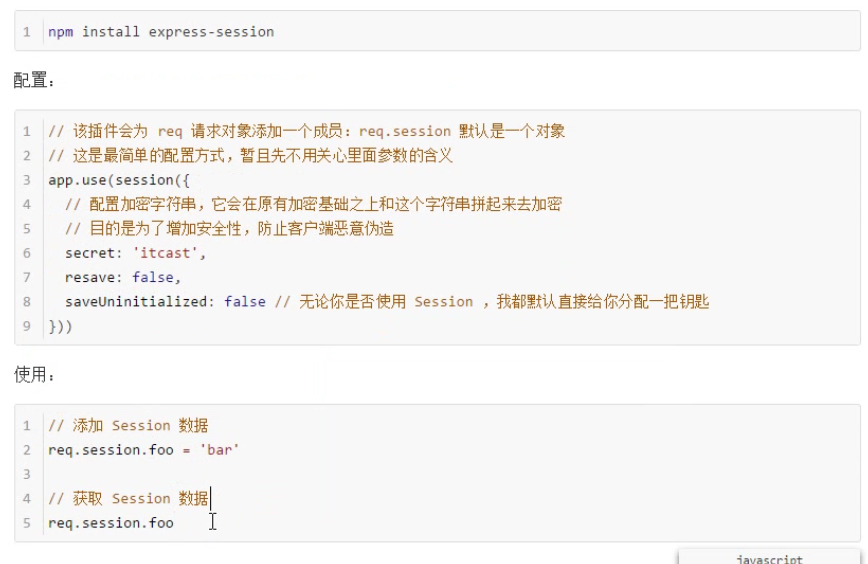 1 npm install express-session
配置：
1 // 该插件会为 req 请求对象添加一个成员：req.session 默认是一个对象
2 // 这是最简单的配置方式，暂且先不用关心里面参数的含义
3 app.use(session({
4 // 配置加密字符串，它会在原有加密基础之上和这个字符串拼起来去加密
5 // 目的是为了增加安全性，防止客户端恶意伪造
6 secret: 'itcast',
7 resave: false,
8 saveUninitialized: false // 无论你是否使用 Session ，我都默认直接给你分配一把钥匙
9 }))
使用：
1 // 添加 Session 数据
2 req.session.foo = 'bar'
3
4 // 获取 Session 数据
5 req.session.foo
javascript